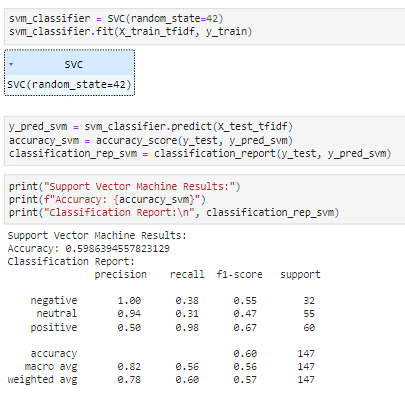 svm_classifier = SVC(random_state=42)
svm_classifier.fit(X_train_tfidf, y_train)
SVC
SVC(random_state=42)
y_pred_svm = svm_classifier.predict(X_test_tfidf)
accuracy_svm = accuracy_score(y_test, y_pred_svm)
classification_rep_svm = classification_report(y_test, y_pred_svm)
print("Support Vector Machine Results:")
print(f"Accuracy: {accuracy_svm}")
print("Classification Report:\n", classification_rep_svm)
Support Vector Machine Results:
Accuracy: 0.5986394557823129
Classification Report:
precision recall f1-score support
negative 1.00 0.38 0.55 32
neutral 0.94 0.31 0.47 55
positive 0.50 0.98 0.67 60
accuracy 0.60 147
macro avg 0.82 0.56 0.56 147
weighted avg 0.78 0.60 0.57 147